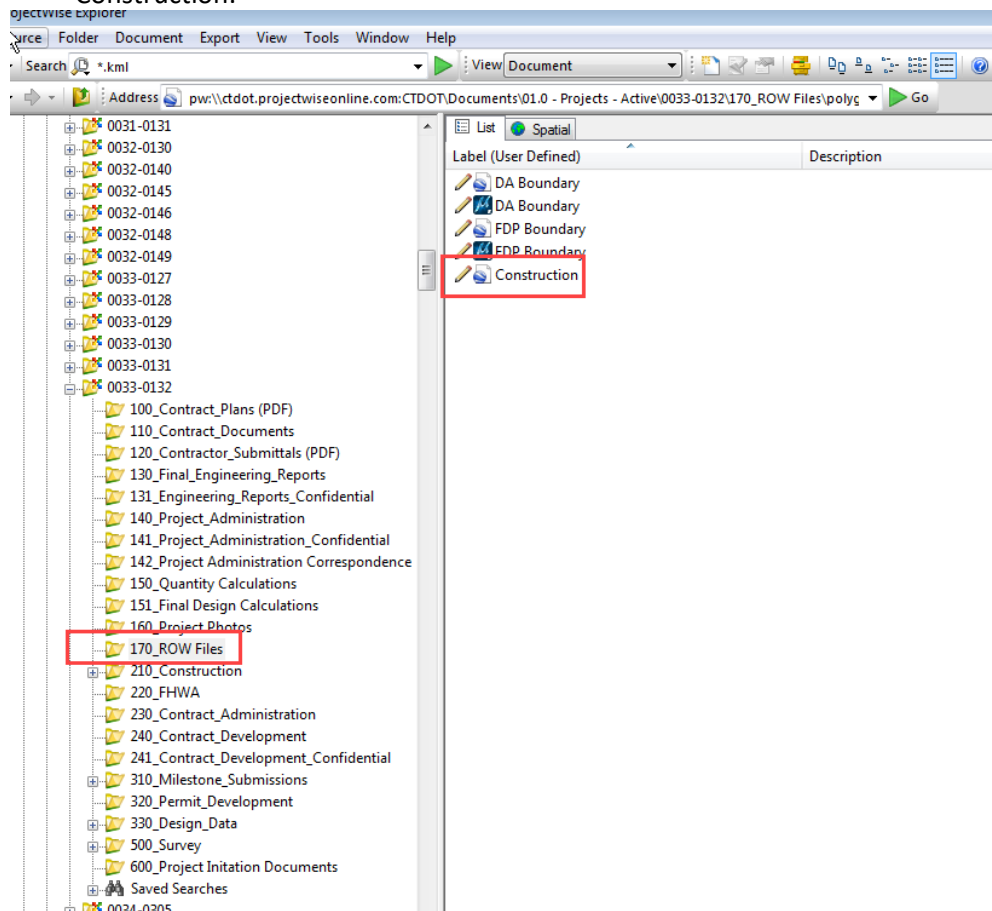 Construction.
ojectWise Explorer
urce Folder Document Export View Tools Window Help
Search *.kml View Document
Address pw:\\ctdot.projectwiseonline.com:CTDOT\Documents\01.0 - Projects - Active\0033-0132\170_ROW Files\polyg Go
List Spatial
Label (User Defined) Description
DA Boundary
DA Boundary
FDP Boundary
FDP Boundary
Construction
0031-0131
0032-0130
0032-0140
0032-0145
0032-0146
0032-0148
0032-0149
0033-0127
0033-0128
0033-0129
0033-0130
0033-0131
0033-0132
100_Contract_Plans (PDF)
110_Contract_Documents
120_Contractor_Submittals (PDF)
130_Final_Engineering_Reports
131_Engineering_Reports_Confidential
140_Project_Administration
141_Project_Administration_Confidential
142_Project Administration Correspondence
150_Quantity Calculations
151_Final Design Calculations
160_Project Photos
170_ROW Files
210_Construction
220_FHWA
230_Contract_Administration
240_Contract_Development
241_Contract_Development_Confidential
310_Milestone_Submissions
320_Permit_Development
330_Design_Data
500_Survey
600_Project Initation Documents
Saved Searches
0034-0305